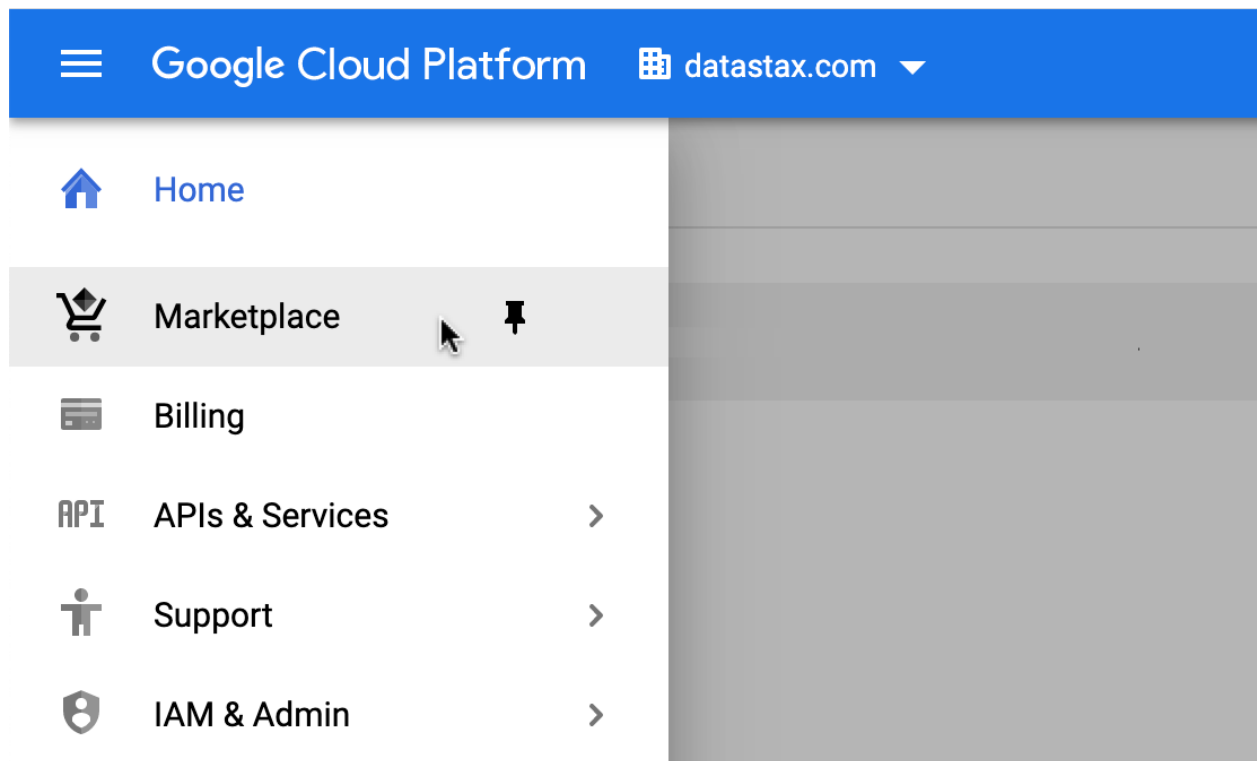 Google Cloud Platform datastax.com
Home
Marketplace
Billing
API APIs & Services
Support
IAM & Admin